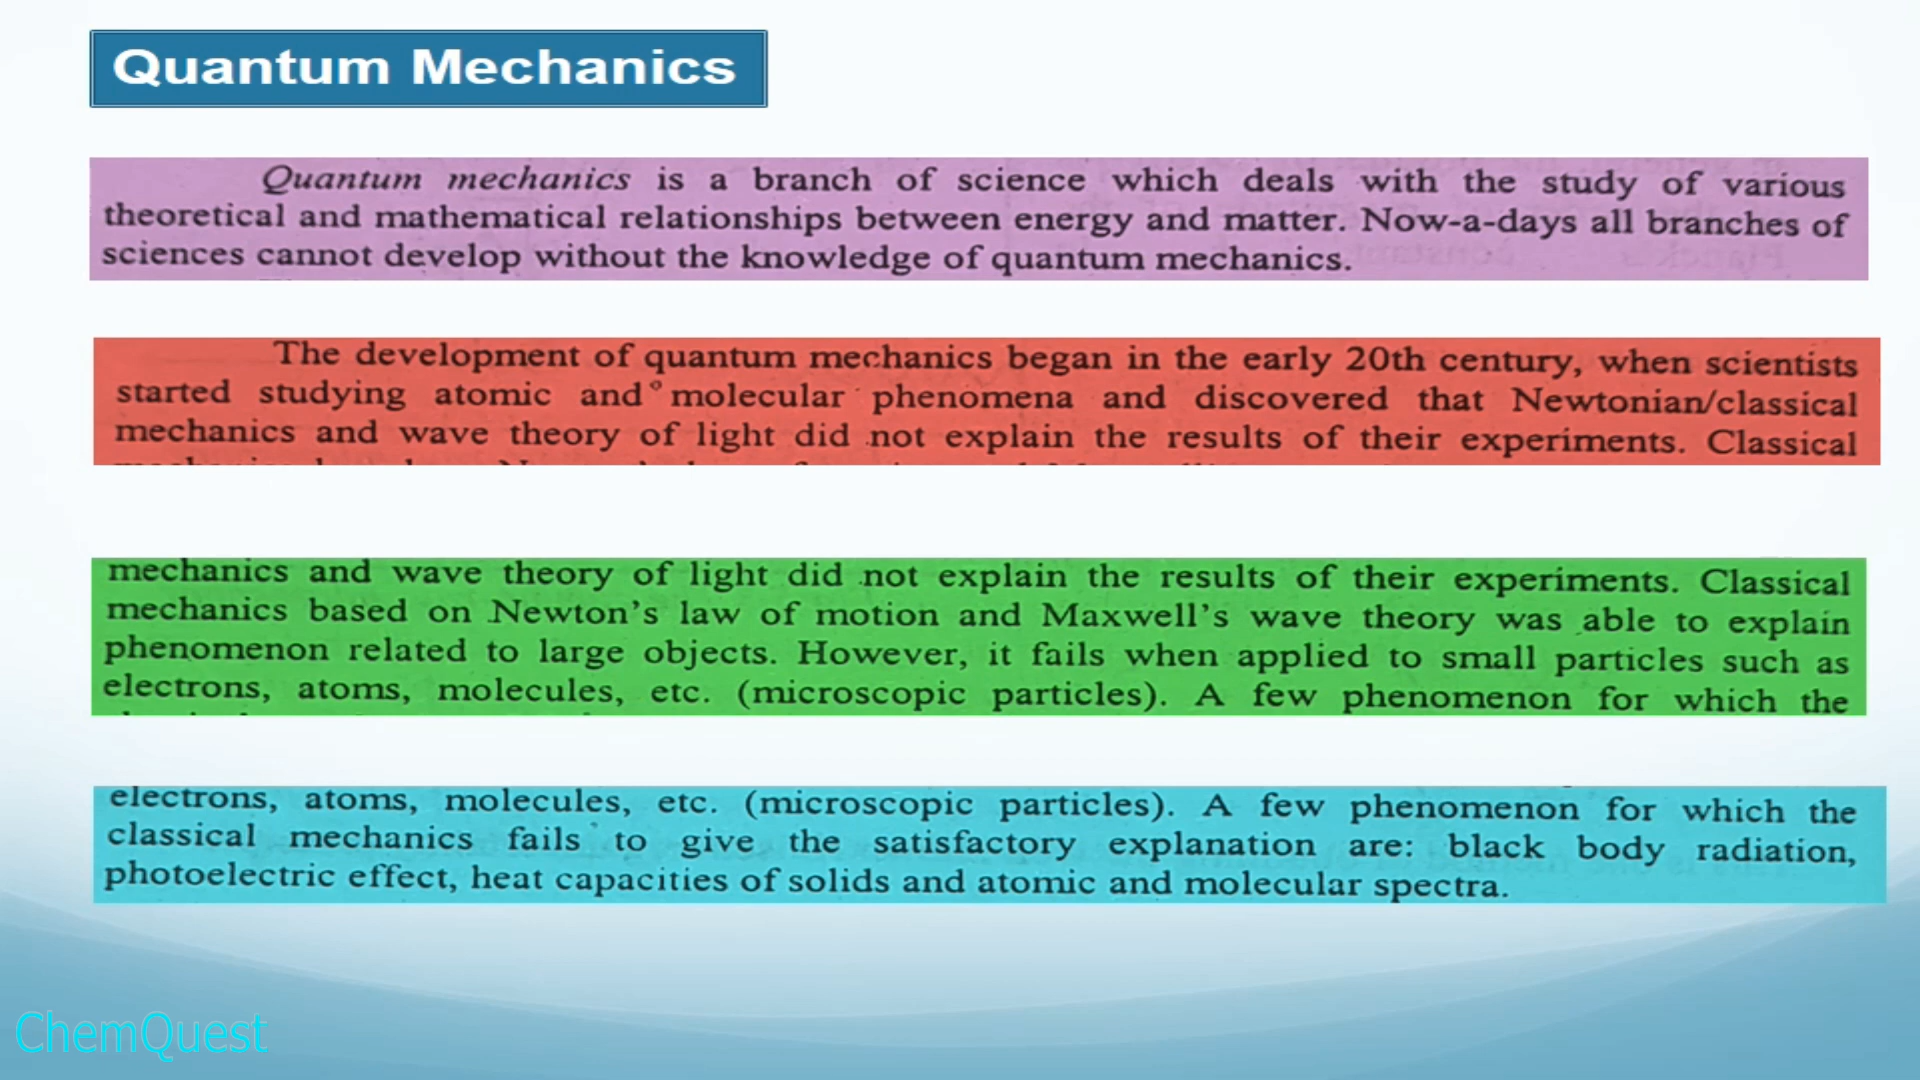 Quantum Mechanics
Quantum mechanics is a branch of science which deals with the study of various
theoretical and mathematical relationships between energy and matter. Now-a-days all branches of
sciences cannot develop without the knowledge of quantum mechanics.
The development of quantum mechanics began in the early 20th century, when scientists
started studying atomic and molecular phenomena and discovered that Newtonian/classical
mechanics and wave theory of light did not explain the results of their experiments. Classical
mechanics and wave theory of light did not explain the results of their experiments. Classical
mechanics based on Newton's law of motion and Maxwell's wave theory was able to explain
phenomenon related to large objects. However, it fails when applied to small particles such as
electrons, atoms, molecules, etc. (microscopic particles). A few phenomenon for which the
electrons, atoms, molecules, etc. (microscopic particles). A few phenomenon for which the
classical mechanics fails to give the satisfactory explanation are: black body radiation,
photoelectric effect, heat capacities of solids and atomic and molecular spectra.
ChemQuest